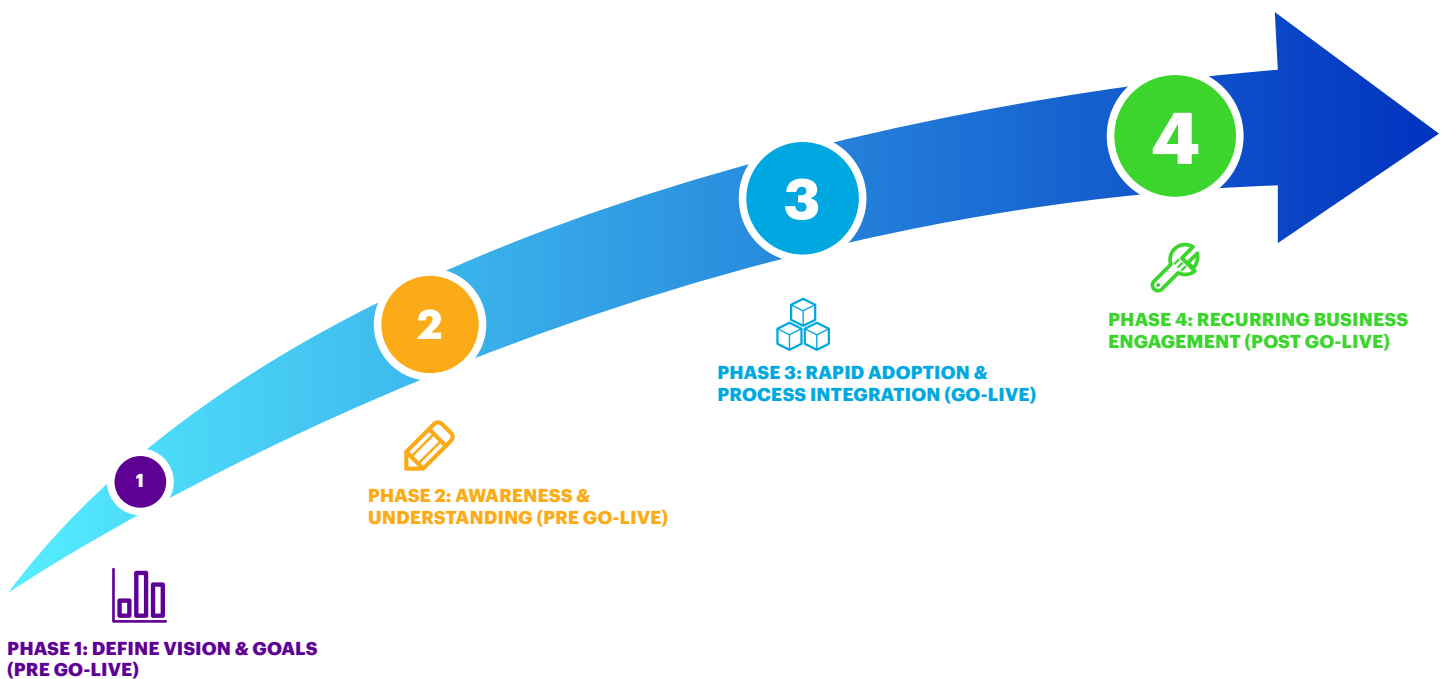 1
PHASE 1: DEFINE VISION & GOALS
(PRE GO-LIVE)
2
PHASE 2: AWARENESS &
UNDERSTANDING (PRE GO-LIVE)
3
PHASE 3: RAPID ADOPTION &
PROCESS INTEGRATION (GO-LIVE)
4
PHASE 4: RECURRING BUSINESS
ENGAGEMENT (POST GO-LIVE)